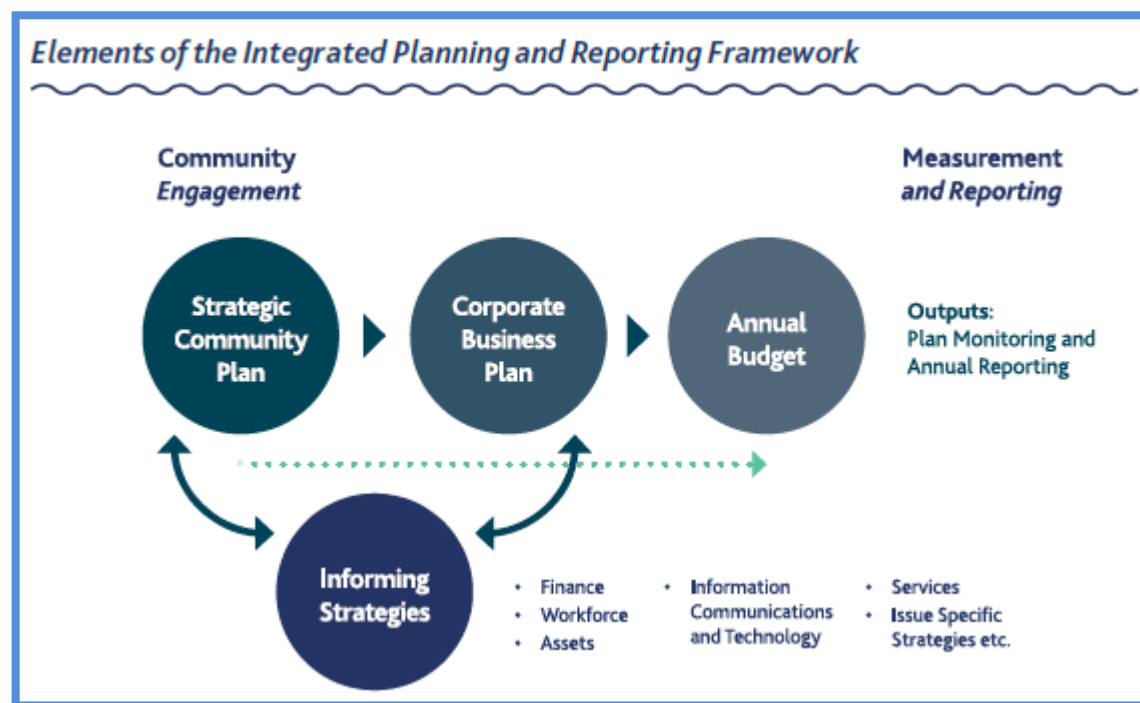 Elements of the Integrated Planning and Reporting Framework
Community
Engagement
Measurement
and Reporting
Strategic
Community
Plan
Corporate
Business
Plan
Annual
Budget
Outputs:
Plan Monitoring and
Annual Reporting
Informing
Strategies
• Finance
• Workforce
• Assets
• Information
Communications
and Technology
• Services
• Issue Specific
Strategies etc.